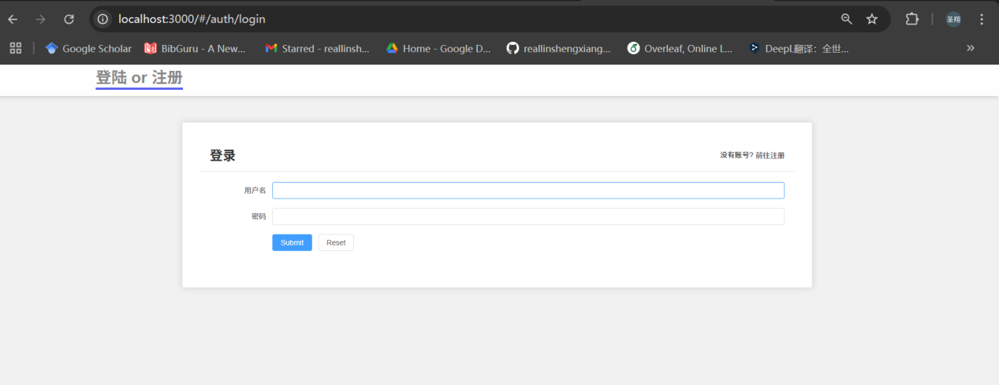 localhost:3000/#/auth/login
圣翔
Google Scholar BibGuru - A New... Starred - reallinsh... Home - Google D... reallinshengxiang... Overleaf, Online L... DeepL翻译：全世...
登陆 or 注册
登录 没有账号? 前往注册
用户名
密码
Submit Reset